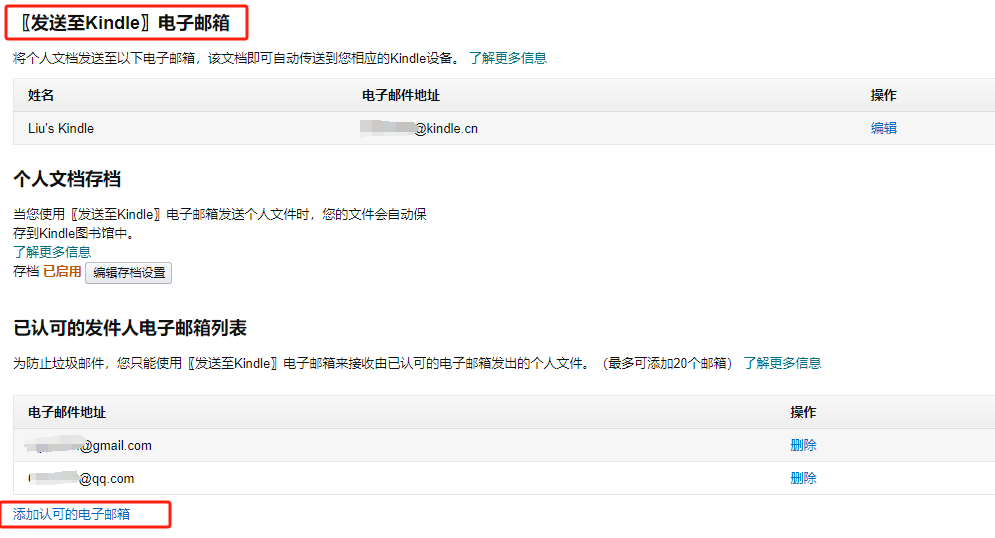 〖发送至Kindle〗电子邮箱
将个人文档发送至以下电子邮箱，该文档即可自动传送到您相应的Kindle设备。 了解更多信息
姓名 电子邮件地址 操作
Liu's Kindle @kindle.cn 编辑
个人文档存档
当您使用〖发送至Kindle〗电子邮箱发送个人文件时，您的文件会自动保
存到Kindle图书馆中。
了解更多信息
存档 已启用 编辑存档设置
已认可的发件人电子邮箱列表
为防止垃圾邮件，您只能使用〖发送至Kindle〗电子邮箱来接收由已认可的电子邮箱发出的个人文件。（最多可添加20个邮箱） 了解更多信息
电子邮件地址 操作
@gmail.com 删除
@qq.com 删除
添加认可的电子邮箱